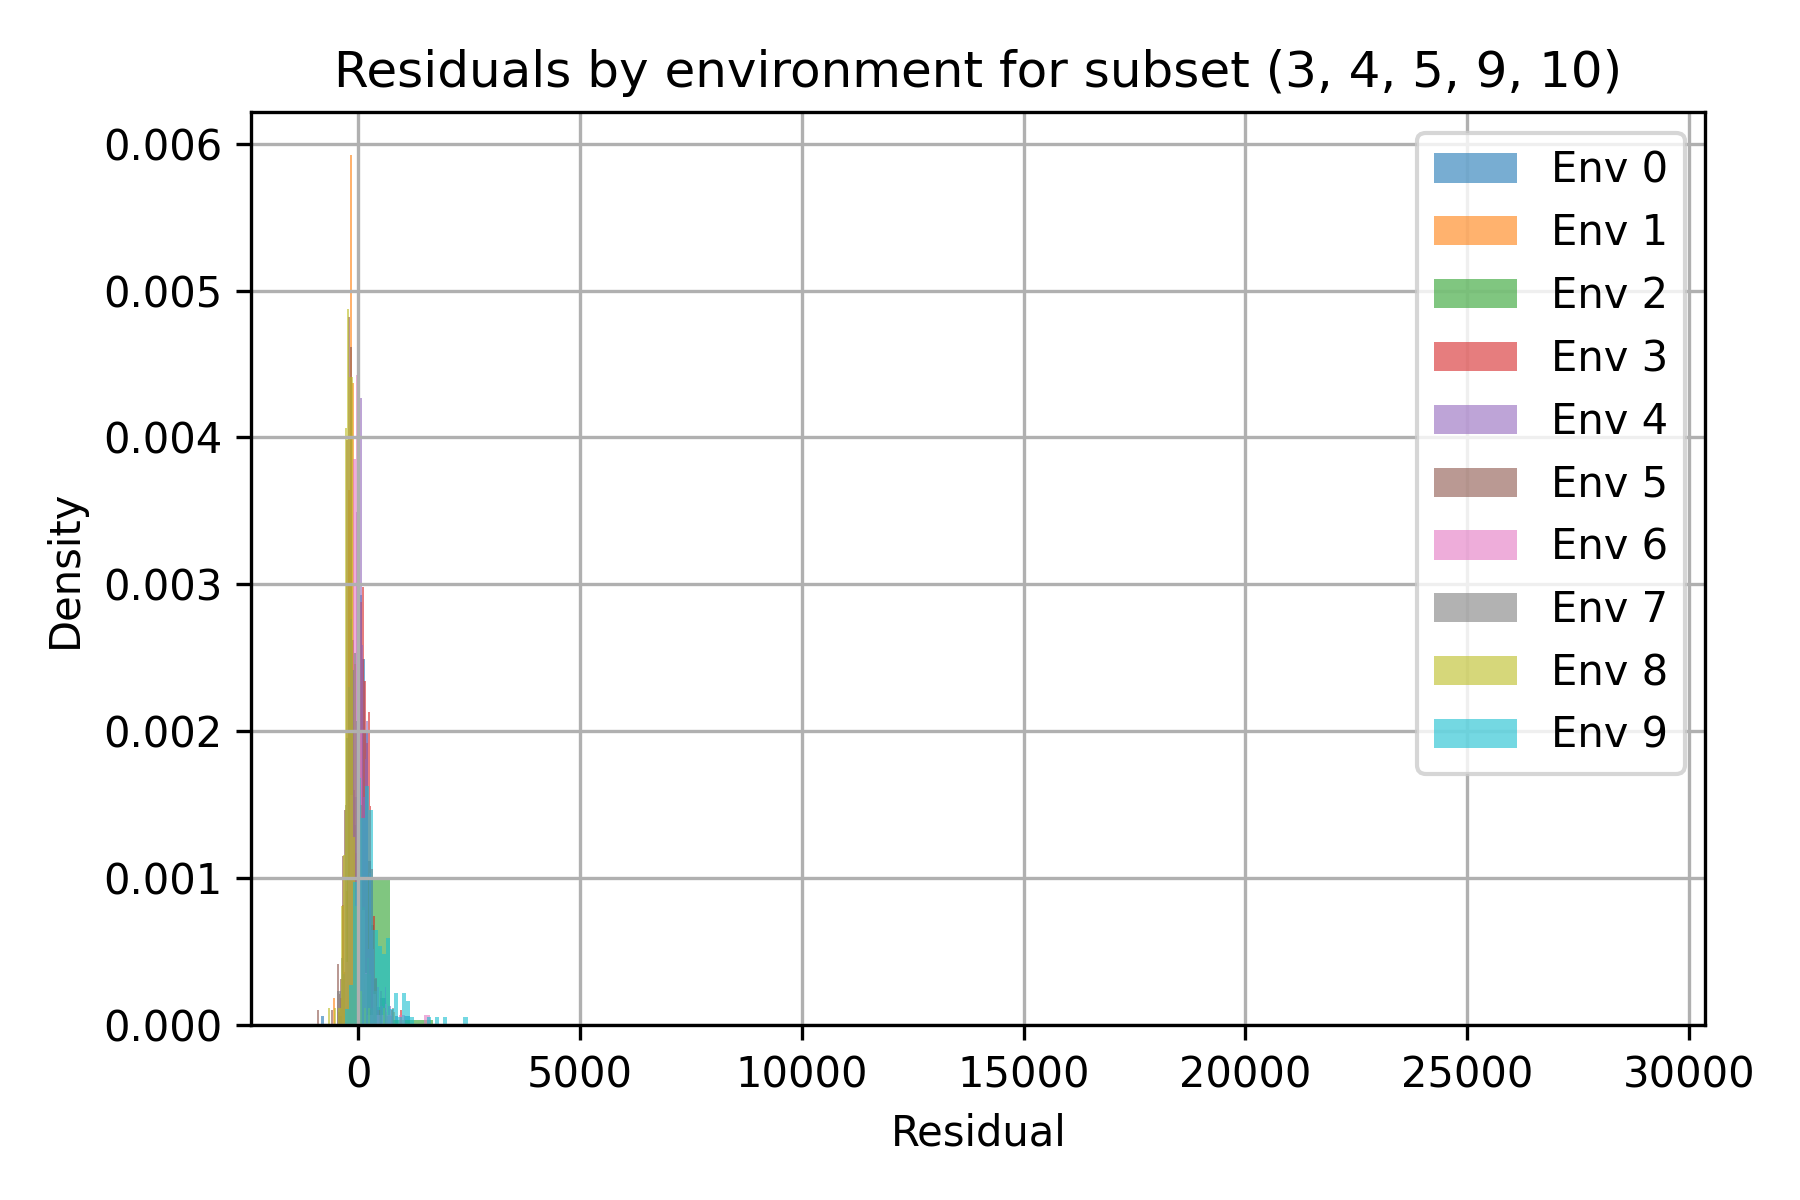 Residuals by environment for subset (3, 4, 5, 9, 10)
0.006
0.005
0.004
0.003
0.002
0.001
0.000
Density
0
5000
10000
15000
20000
25000
30000
Residual
Env 0
Env 1
Env 2
Env 3
Env 4
Env 5
Env 6
Env 7
Env 8
Env 9